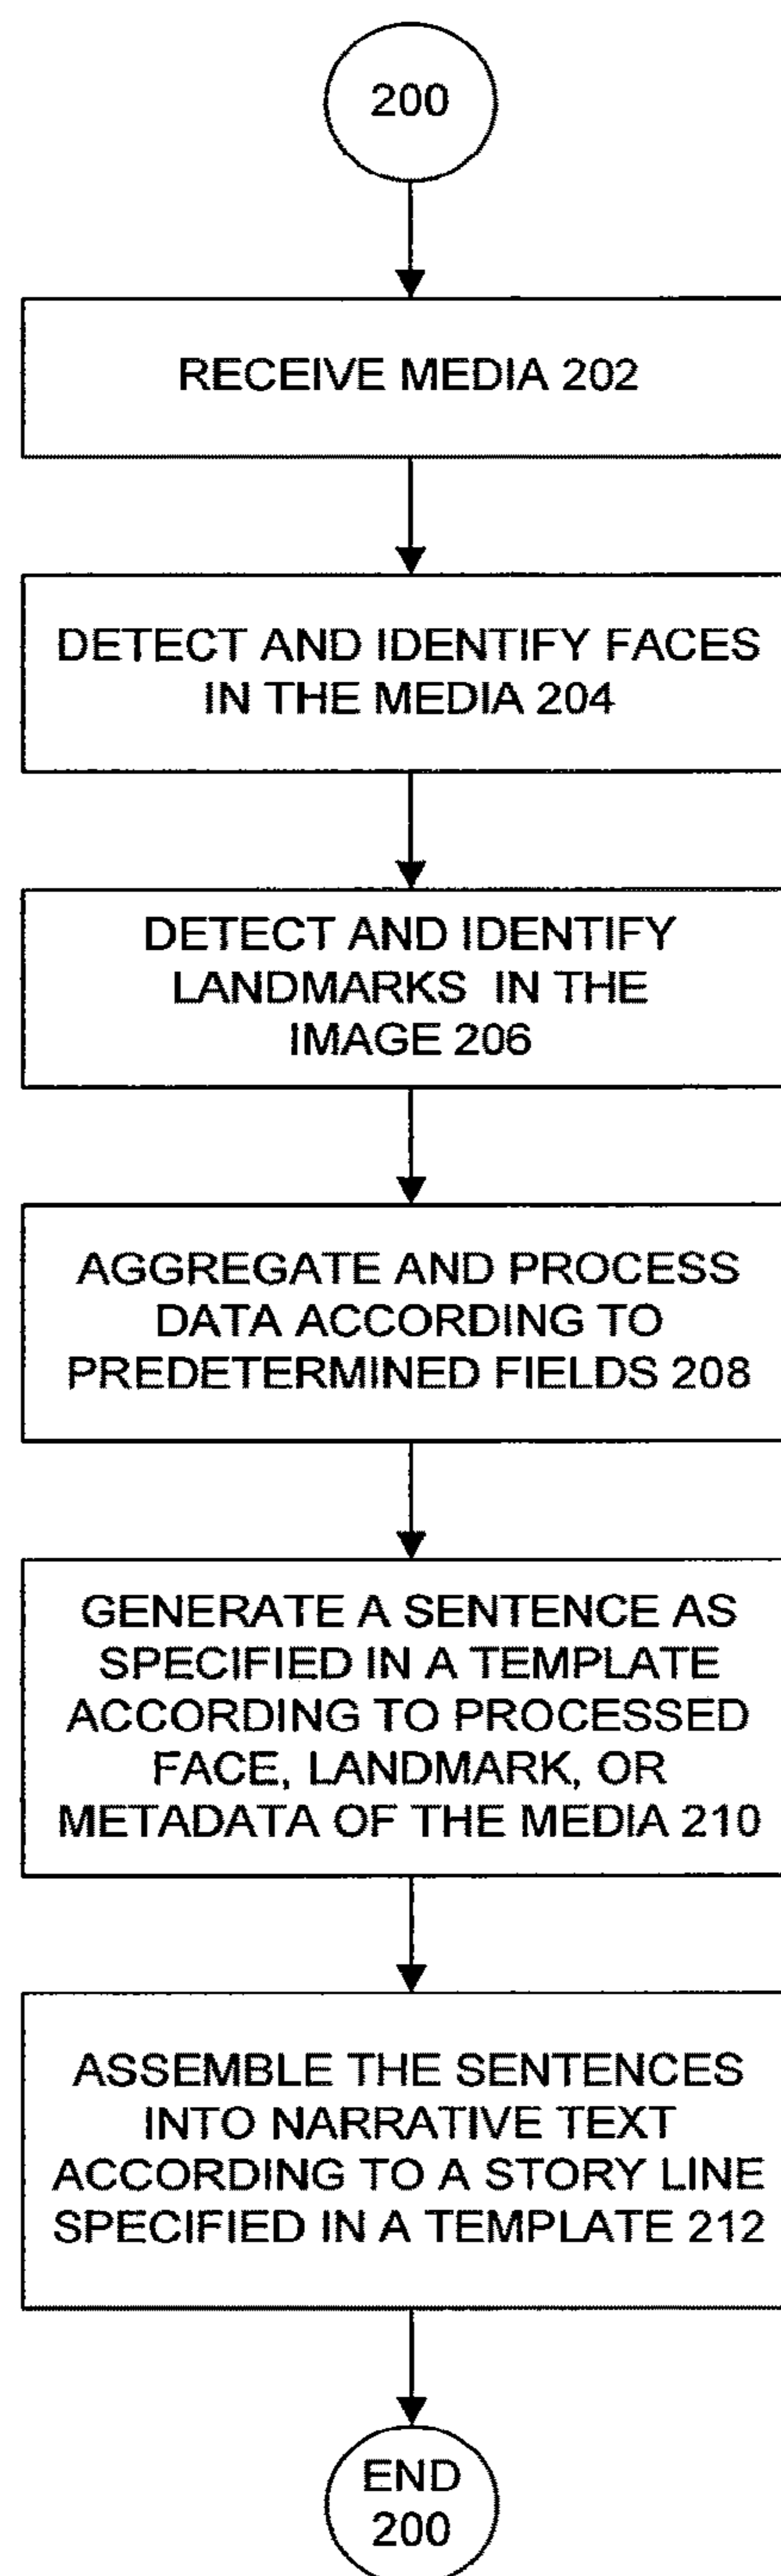 200
RECEIVE MEDIA 202
DETECT AND IDENTIFY FACES
IN THE MEDIA 204
DETECT AND IDENTIFY
LANDMARKS IN THE
IMAGE 206
AGGREGATE AND PROCESS
DATA ACCORDING TO
PREDETERMINED FIELDS 208
GENERATE A SENTENCE AS
SPECIFIED IN A TEMPLATE
ACCORDING TO PROCESSED
FACE, LANDMARK, OR
METADATA OF THE MEDIA 210
ASSEMBLE THE SENTENCES
INTO NARRATIVE TEXT
ACCORDING TO A STORY LINE
SPECIFIED IN A TEMPLATE 212
END
200